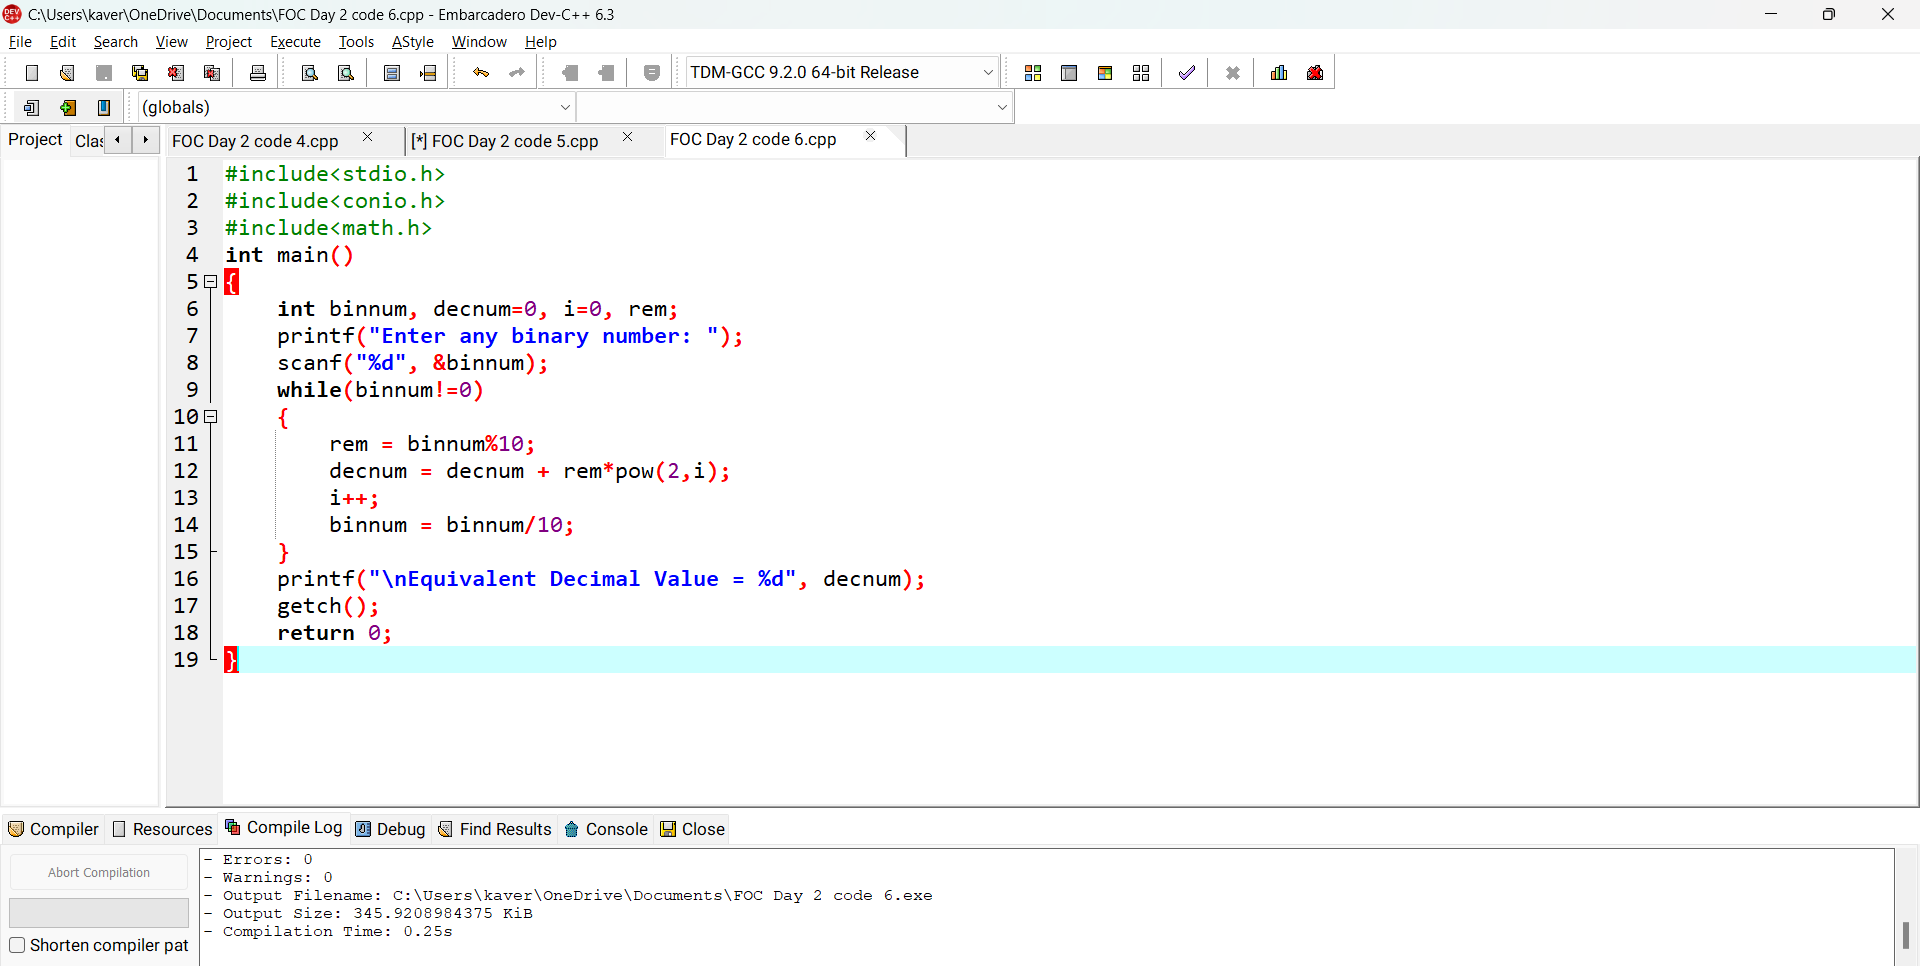 C:\Users\kaver\OneDrive\Documents\FOC Day 2 code 6.cpp - Embarcadero Dev-C++ 6.3
File Edit Search View Project Execute Tools AStyle Window Help
TDM-GCC 9.2.0 64-bit Release
(globals)
Project Clas FOC Day 2 code 4.cpp [*] FOC Day 2 code 5.cpp FOC Day 2 code 6.cpp
1 #include<stdio.h>
2 #include<conio.h>
3 #include<math.h>
4 int main()
5 {
6     int binnum, decnum=0, i=0, rem;
7     printf("Enter any binary number: ");
8     scanf("%d", &binnum);
9     while(binnum!=0)
10     {
11         rem = binnum%10;
12         decnum = decnum + rem*pow(2,i);
13         i++;
14         binnum = binnum/10;
15     }
16     printf("\nEquivalent Decimal Value = %d", decnum);
17     getch();
18     return 0;
19 }
Compiler Resources Compile Log Debug Find Results Console Close
Abort Compilation
Shorten compiler pat
- Errors: 0
- Warnings: 0
- Output Filename: C:\Users\kaver\OneDrive\Documents\FOC Day 2 code 6.exe
- Output Size: 345.9208984375 KiB
- Compilation Time: 0.25s